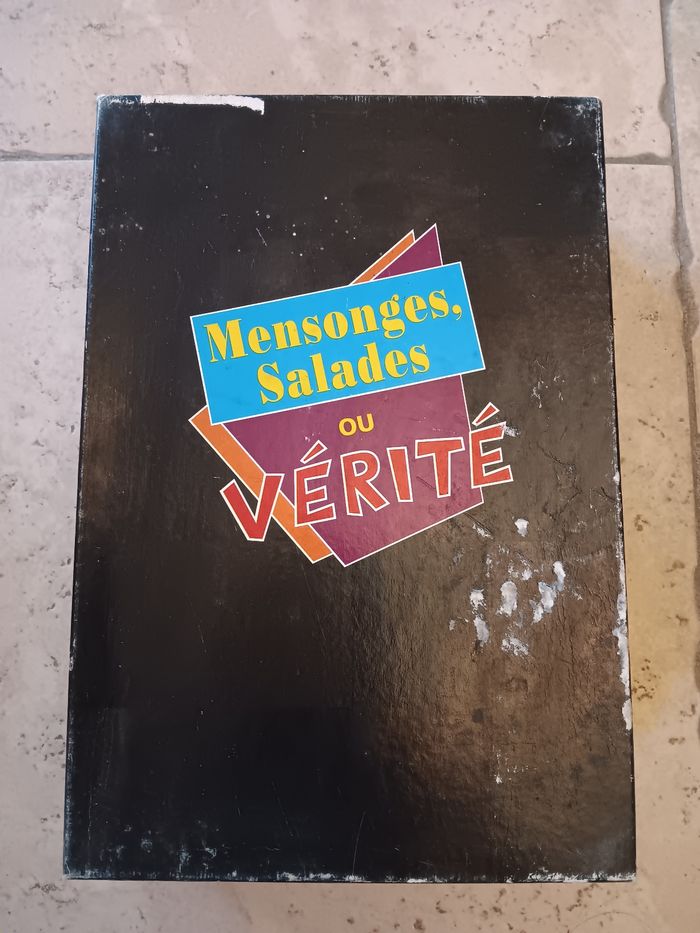 Mensonges,
Salades
OU
VÉRITÉ